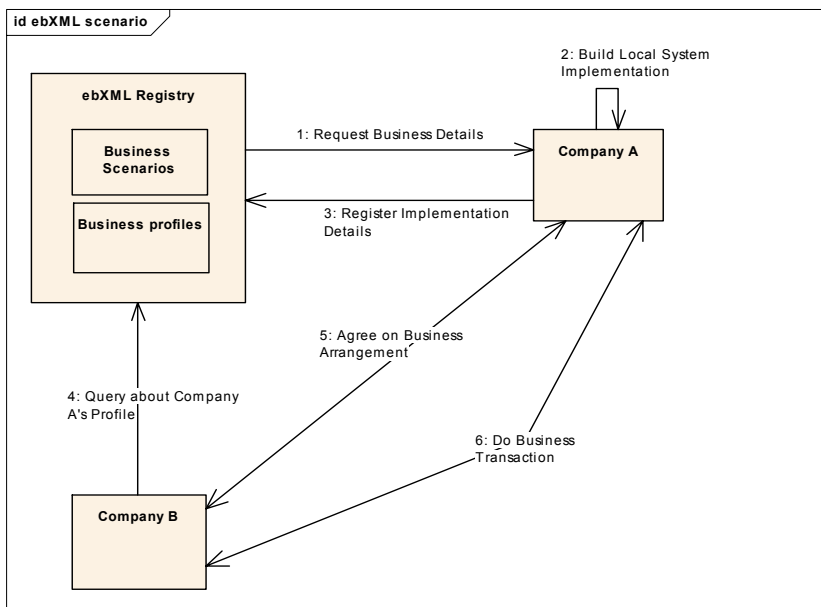 id ebXML scenario
2: Build Local System
Implementation
ebXML Registry
1: Request Business Details
Business
Scenarios
Company A
3: Register Implementation
Details
Business profiles
5: Agree on Business
Arrangement
4: Query about Company
A's Profile
6: Do Business
Transaction
Company B